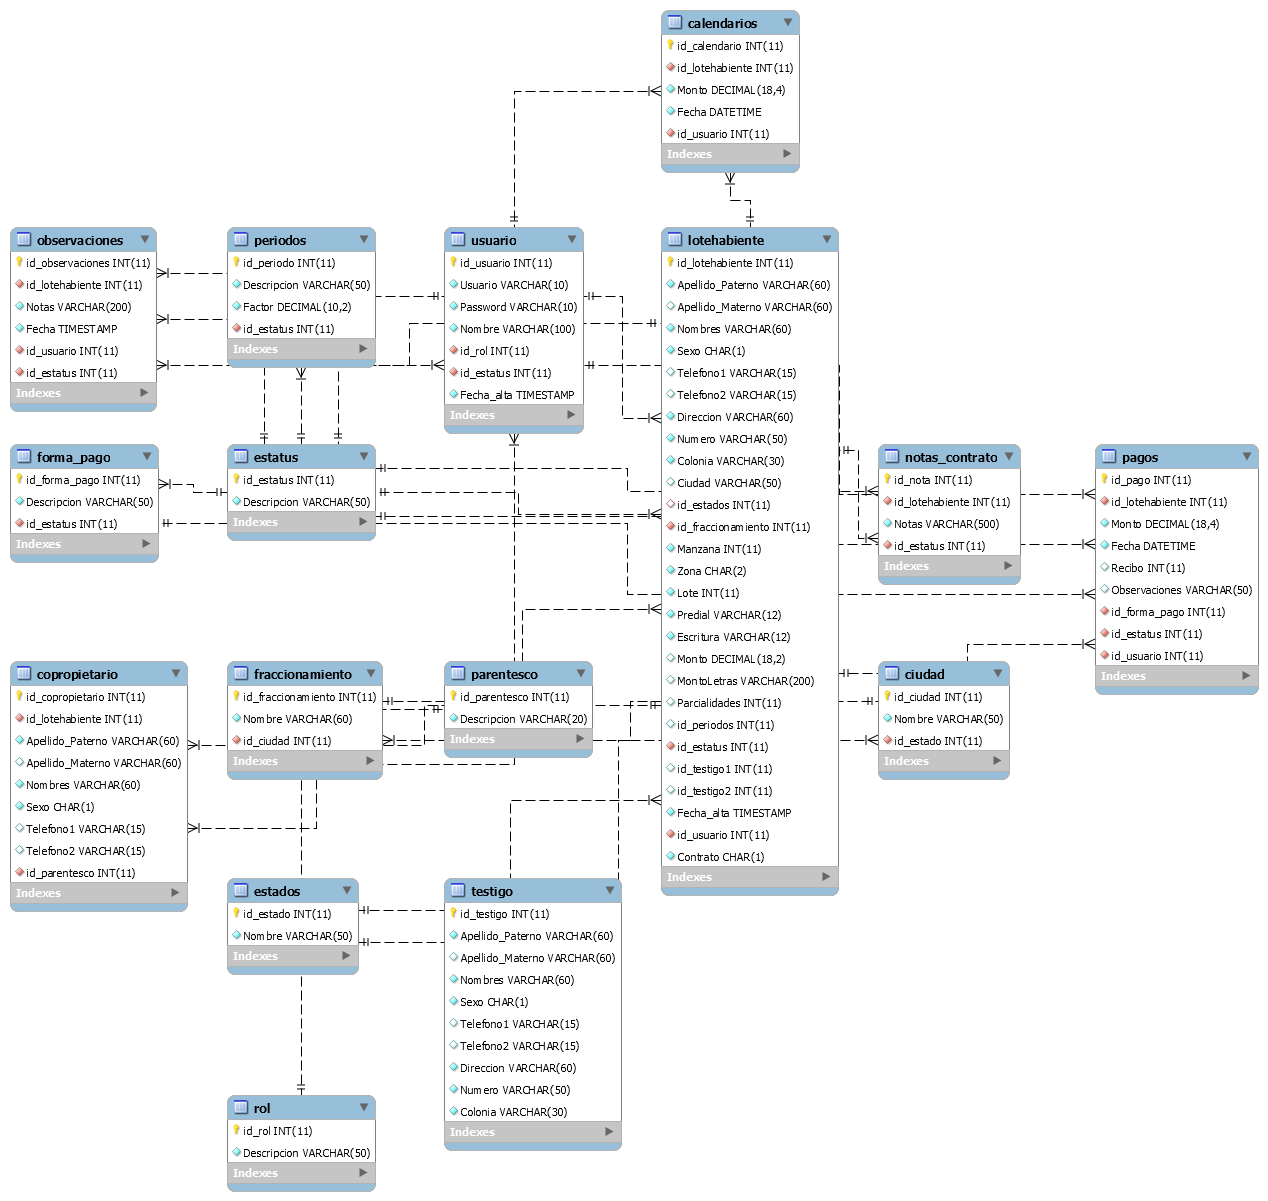 calendarios
id_calendario INT(11)
id_lotehabiente INT(11)
Monto DECIMAL(18,4)
Fecha DATETIME
id_usuario INT(11)
Indexes
observaciones
id_observaciones INT(11)
id_lotehabiente INT(11)
Notas VARCHAR(200)
Fecha TIMESTAMP
id_usuario INT(11)
id_estatus INT(11)
Indexes
periodos
id_periodo INT(11)
Descripcion VARCHAR(50)
Factor DECIMAL(10,2)
id_estatus INT(11)
Indexes
usuario
id_usuario INT(11)
Usuario VARCHAR(10)
Password VARCHAR(10)
Nombre VARCHAR(100)
id_rol INT(11)
id_estatus INT(11)
Fecha_alta TIMESTAMP
Indexes
lotehabiente
id_lotehabiente INT(11)
Apellido_Paterno VARCHAR(60)
Apellido_Materno VARCHAR(60)
Nombres VARCHAR(60)
Sexo CHAR(1)
Telefono1 VARCHAR(15)
Telefono2 VARCHAR(15)
Direccion VARCHAR(60)
Numero VARCHAR(50)
Colonia VARCHAR(30)
Ciudad VARCHAR(50)
id_estados INT(11)
id_fraccionamiento INT(11)
Manzana INT(11)
Zona CHAR(2)
Lote INT(11)
Predial VARCHAR(12)
Escritura VARCHAR(12)
Monto DECIMAL(18,2)
MontoLetras VARCHAR(200)
Parcialidades INT(11)
id_periodos INT(11)
id_estatus INT(11)
id_testigo1 INT(11)
id_testigo2 INT(11)
Fecha_alta TIMESTAMP
id_usuario INT(11)
Contrato CHAR(1)
Indexes
forma_pago
id_forma_pago INT(11)
Descripcion VARCHAR(50)
id_estatus INT(11)
Indexes
estatus
id_estatus INT(11)
Descripcion VARCHAR(50)
Indexes
notas_contrato
id_nota INT(11)
id_lotehabiente INT(11)
Notas VARCHAR(500)
id_estatus INT(11)
Indexes
pagos
id_pago INT(11)
id_lotehabiente INT(11)
Monto DECIMAL(18,4)
Fecha DATETIME
Recibo INT(11)
Observaciones VARCHAR(50)
id_forma_pago INT(11)
id_estatus INT(11)
id_usuario INT(11)
Indexes
copropietario
id_copropietario INT(11)
id_lotehabiente INT(11)
Apellido_Paterno VARCHAR(60)
Apellido_Materno VARCHAR(60)
Nombres VARCHAR(60)
Sexo CHAR(1)
Telefono1 VARCHAR(15)
Telefono2 VARCHAR(15)
id_parentesco INT(11)
Indexes
fraccionamiento
id_fraccionamiento INT(11)
Nombre VARCHAR(60)
id_ciudad INT(11)
Indexes
parentesco
id_parentesco INT(11)
Descripcion VARCHAR(20)
Indexes
ciudad
id_ciudad INT(11)
Nombre VARCHAR(50)
id_estado INT(11)
Indexes
estados
id_estado INT(11)
Nombre VARCHAR(50)
Indexes
testigo
id_testigo INT(11)
Apellido_Paterno VARCHAR(60)
Apellido_Materno VARCHAR(60)
Nombres VARCHAR(60)
Sexo CHAR(1)
Telefono1 VARCHAR(15)
Telefono2 VARCHAR(15)
Direccion VARCHAR(60)
Numero VARCHAR(50)
Colonia VARCHAR(30)
Indexes
rol
id_rol INT(11)
Descripcion VARCHAR(50)
Indexes